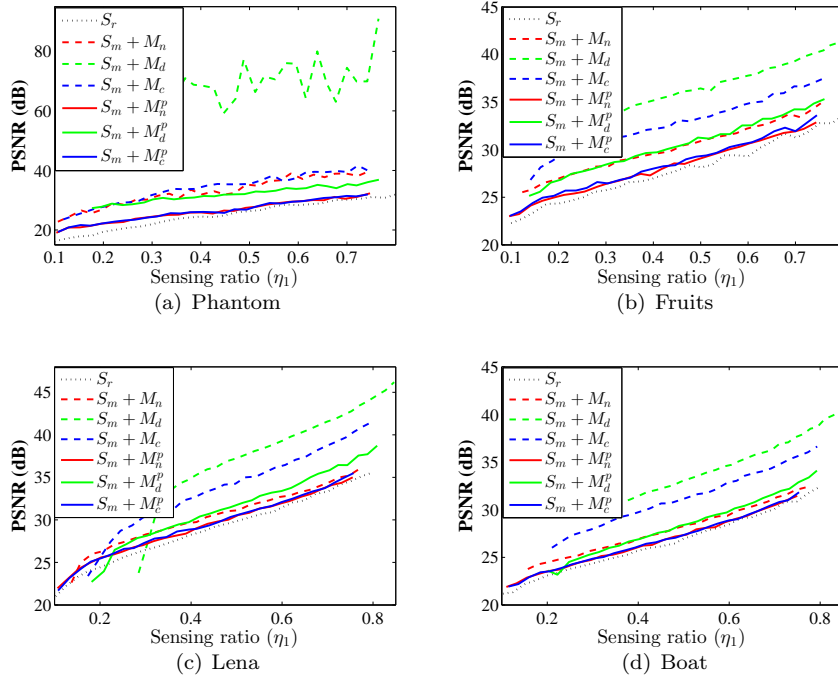 PSNR (dB)
80
60
40
20
S_r
S_m + M_n
S_m + M_d
S_m + M_c
S_m + M_n^p
S_m + M_d^p
S_m + M_c^p
0.1 0.2 0.3 0.4 0.5 0.6 0.7
Sensing ratio (η_1)
(a) Phantom
PSNR (dB)
40
35
30
25
20
S_r
S_m + M_n
S_m + M_d
S_m + M_c
S_m + M_n^p
S_m + M_d^p
S_m + M_c^p
0.1 0.2 0.3 0.4 0.5 0.6 0.7
Sensing ratio (η_1)
(b) Fruits
PSNR (dB)
45
40
35
30
25
20
S_r
S_m + M_n
S_m + M_d
S_m + M_c
S_m + M_n^p
S_m + M_d^p
S_m + M_c^p
0.2 0.4 0.6 0.8
Sensing ratio (η_1)
(c) Lena
PSNR (dB)
45
40
35
30
25
20
S_r
S_m + M_n
S_m + M_d
S_m + M_c
S_m + M_n^p
S_m + M_d^p
S_m + M_c^p
0.2 0.4 0.6 0.8
Sensing ratio (η_1)
(d) Boat